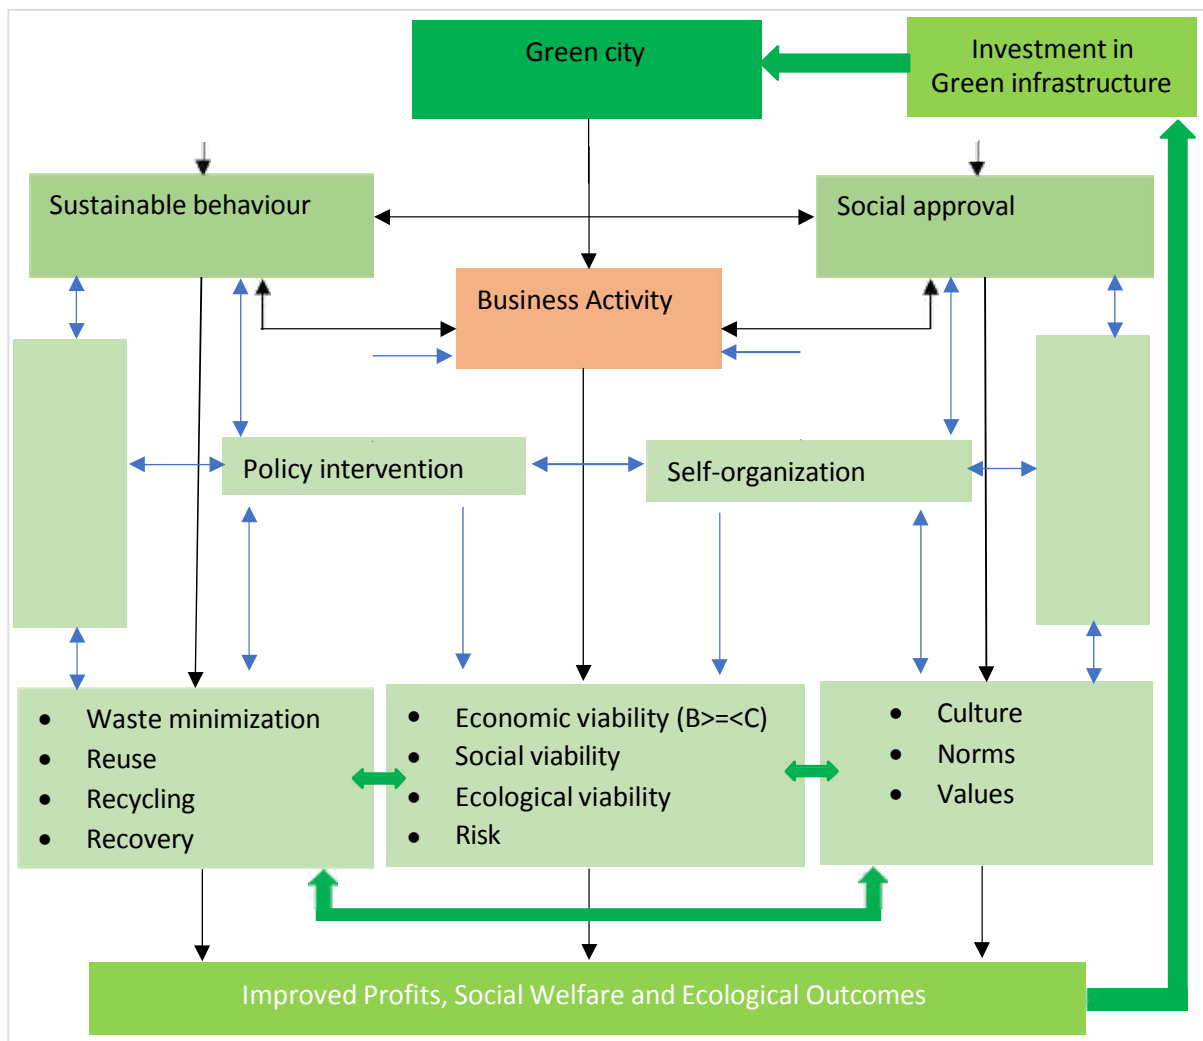 Green city
Investment in
Green infrastructure
Sustainable behaviour
Social approval
Business Activity
Policy intervention
Self-organization
• Waste minimization
• Reuse
• Recycling
• Recovery
• Economic viability (B>=<C)
• Social viability
• Ecological viability
• Risk
• Culture
• Norms
• Values
Improved Profits, Social Welfare and Ecological Outcomes